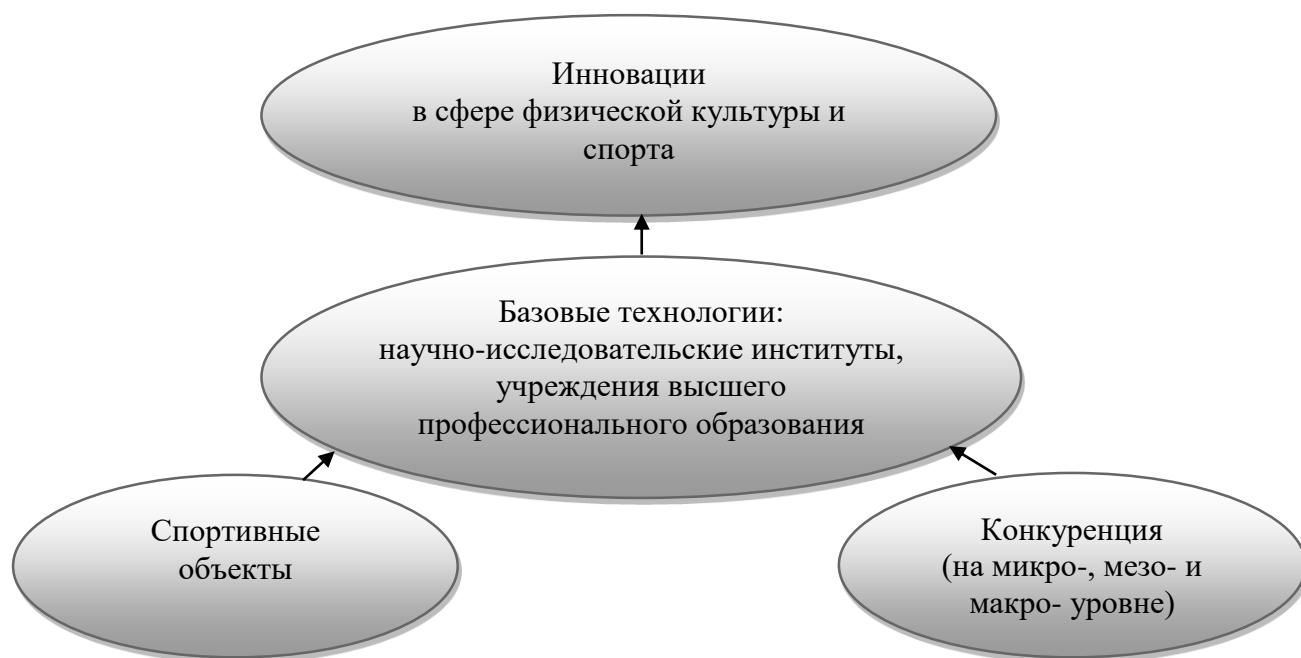 Инновации
в сфере физической культуры и
спорта
Базовые технологии:
научно-исследовательские институты,
учреждения высшего
профессионального образования
Спортивные
объекты
Конкуренция
(на микро-, мезо- и
макро- уровне)